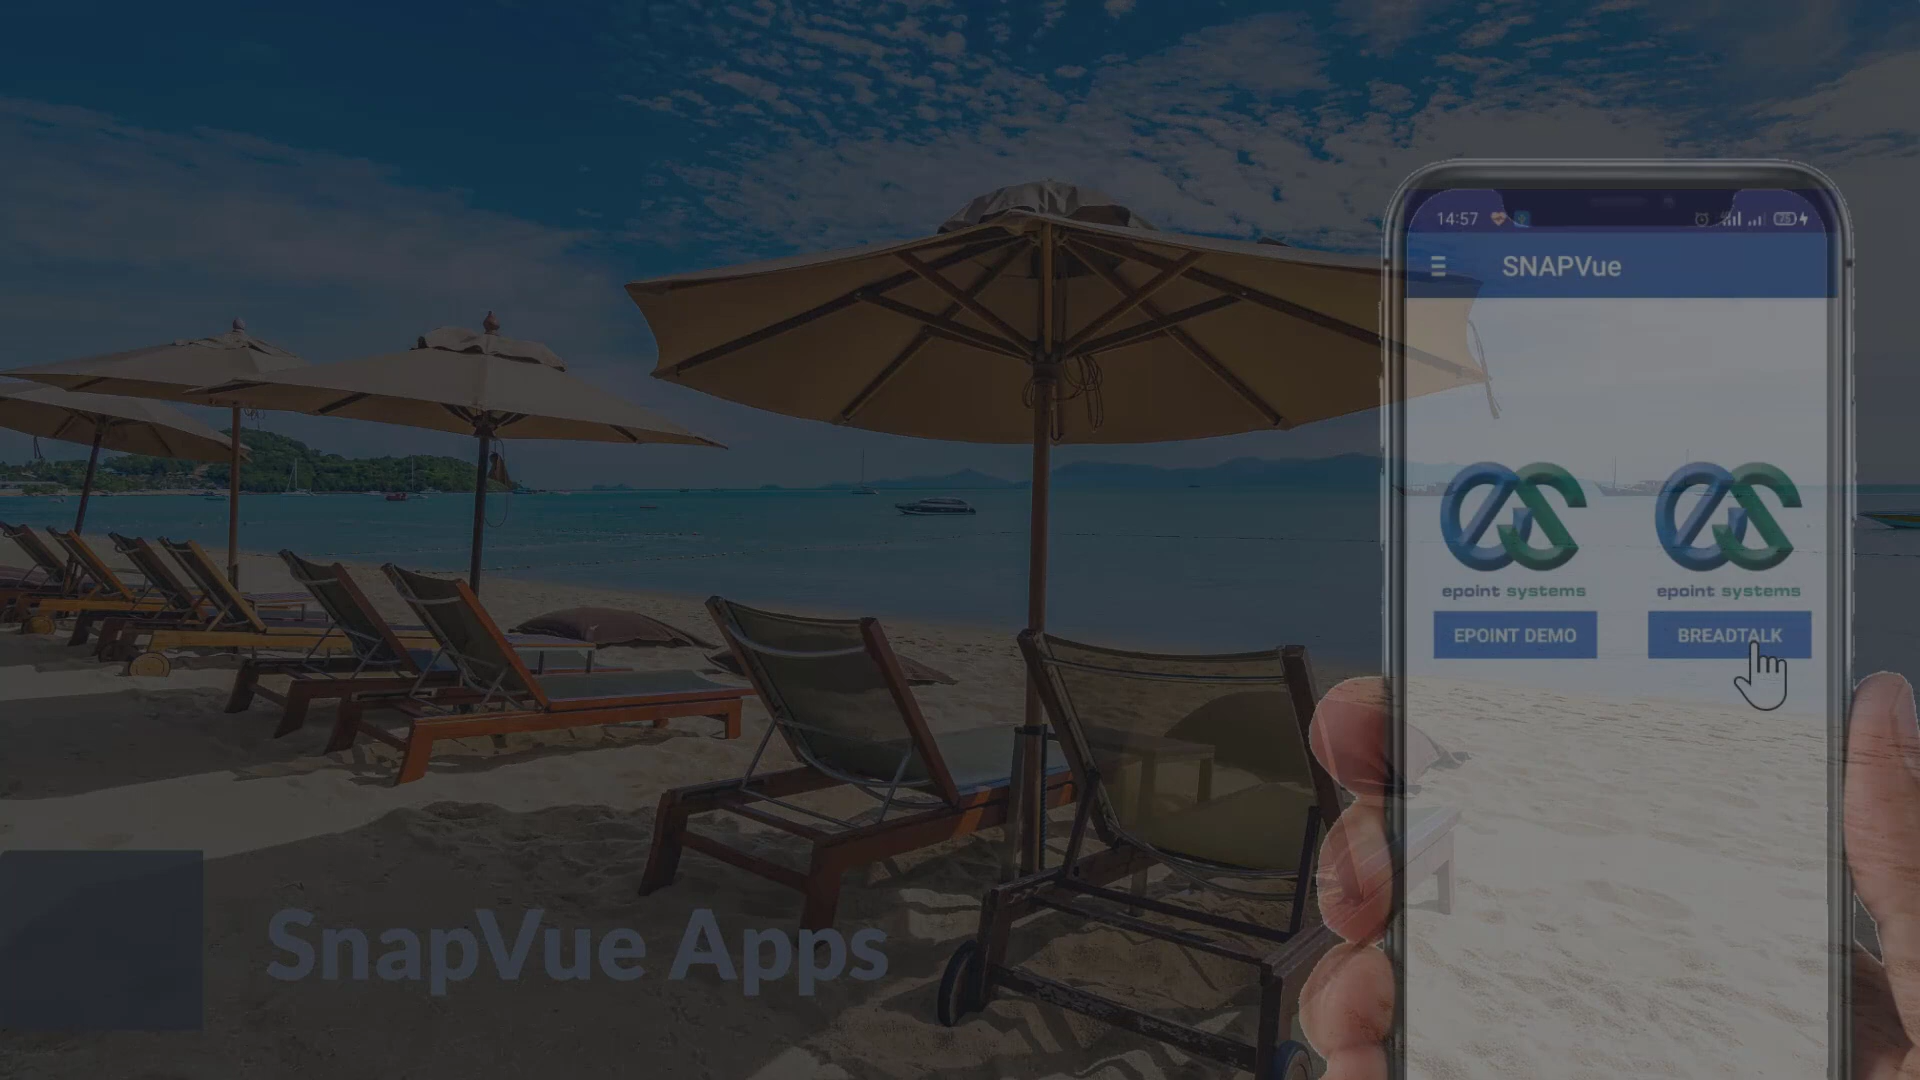 14:57
SNAPVue
epoint systems
epoint systems
EPOINT DEMO
BREADTALK
SnapVue Apps